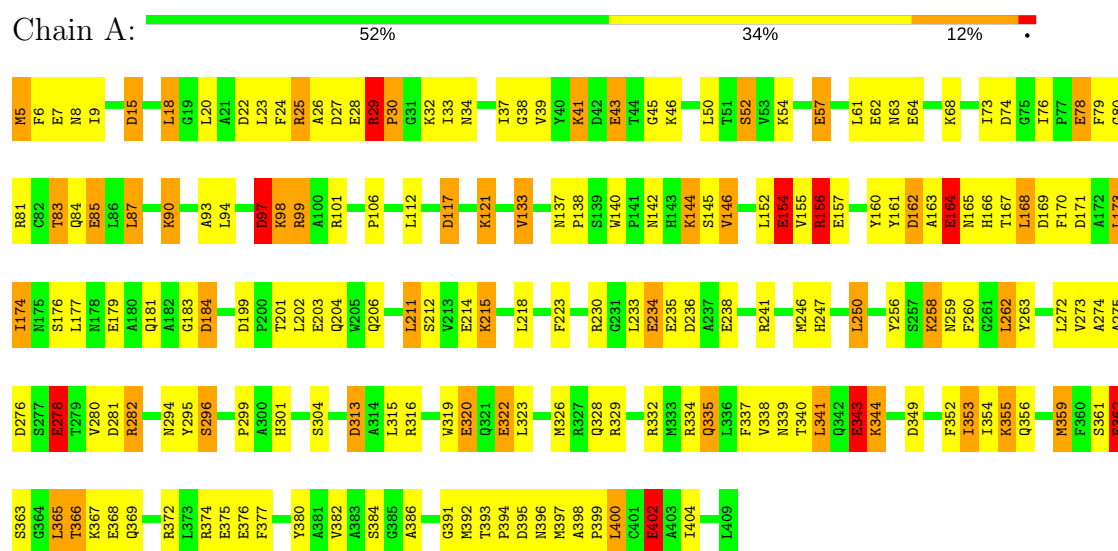 Chain A:
52% 34% 12% •
M5 F6 E7 N8 I9 D15 L18 G19 L20 A21 D22 L23 F24 R25 A26 D27 E28 R29 P30 S31 K32 I33 N34 I37 G38 V39 Y40 K41 D42 E43 T44 G45 K46 L50 T51 S52 V53 K54 E57 L61 E62 N63 E64 K68 I73 D74 G75 I76 P77 E78 F79
R81 C82 T83 Q84 E85 L86 L87 K90 A93 L94 D97 K98 R99 A100 R101 P106 L112 D117 K121 V133 N137 P138 S139 W140 P141 N142 H143 K144 S145 V146 L152 E154 V155 R156 E157 Y160 Y161 D162 A163 E164 N165 H166 T167 L168 D169 F170 D171 A172
I174 N175 S176 L177 N178 E179 A180 Q181 A182 G183 D184 D199 P200 T201 L202 E203 Q204 W205 Q206 L211 S212 V213 E214 K215 L218 F223 R230 G231 L233 E234 E235 D236 A237 E238 R241 M246 H247 L250 Y256 S257 K258 N259 F260 G261 L262 Y263 L272 V273 A274
D276 S277 E278 T279 V280 D281 R282 N294 Y295 S296 P299 A300 H301 S304 D313 A314 L315 R316 W319 E320 Q321 E322 L323 M326 R327 Q328 R329 R332 M333 R334 Q335 L336 F337 V338 N339 T340 L341 Q342 E343 K344 D349 F352 I353 I354 K355 Q356 M359 F360 S361
S363 G364 L365 T366 K367 E368 Q369 R372 L373 R374 E375 E376 F377 Y380 A381 V382 A383 S384 G385 A386 G391 M392 T393 P394 D395 N396 M397 A398 P399 L400 C401 E402 A403 I404 L409